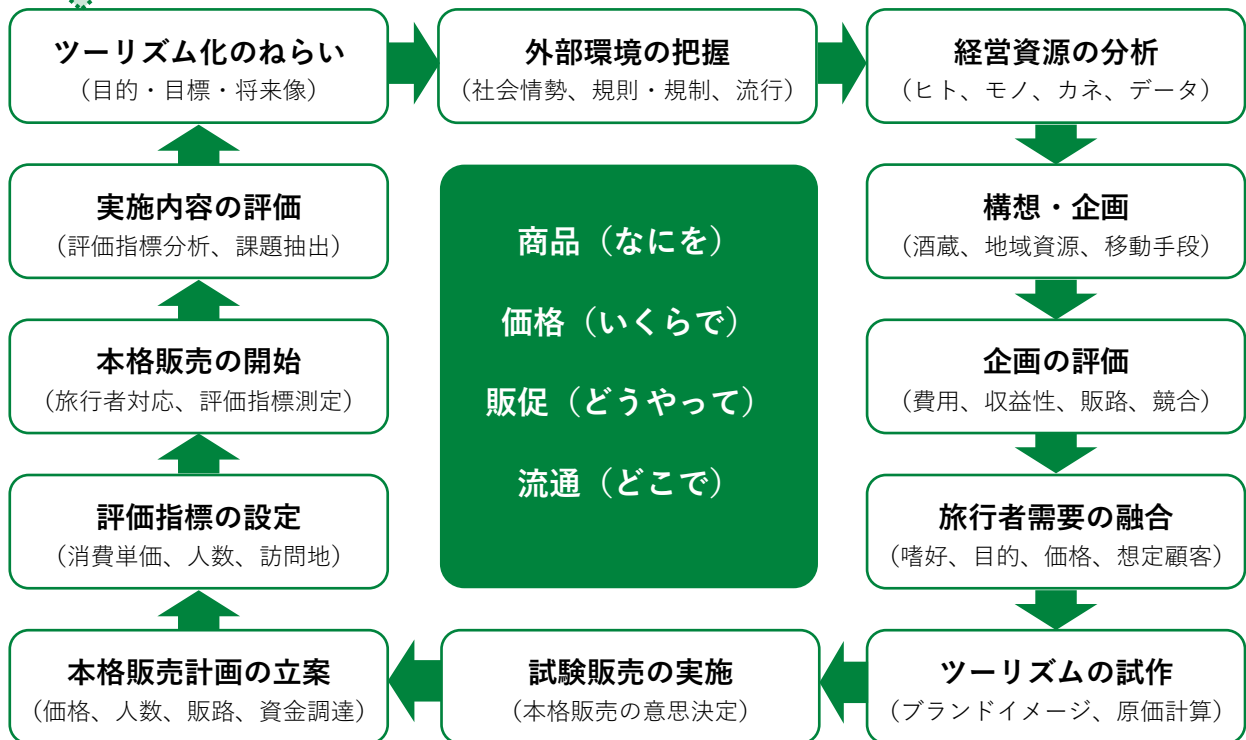 ツーリズム化のねらい
（目的・目標・将来像）
外部環境の把握
（社会情勢、規則・規制、流行）
経営資源の分析
（ヒト、モノ、カネ、データ）
構想・企画
（酒蔵、地域資源、移動手段）
企画の評価
（費用、収益性、販路、競合）
旅行者需要の融合
（嗜好、目的、価格、想定顧客）
ツーリズムの試作
（ブランドイメージ、原価計算）
試験販売の実施
（本格販売の意思決定）
本格販売計画の立案
（価格、人数、販路、資金調達）
評価指標の設定
（消費単価、人数、訪問地）
本格販売の開始
（旅行者対応、評価指標測定）
実施内容の評価
（評価指標分析、課題抽出）
商品（なにを）
価格（いくらで）
販促（どうやって）
流通（どこで）